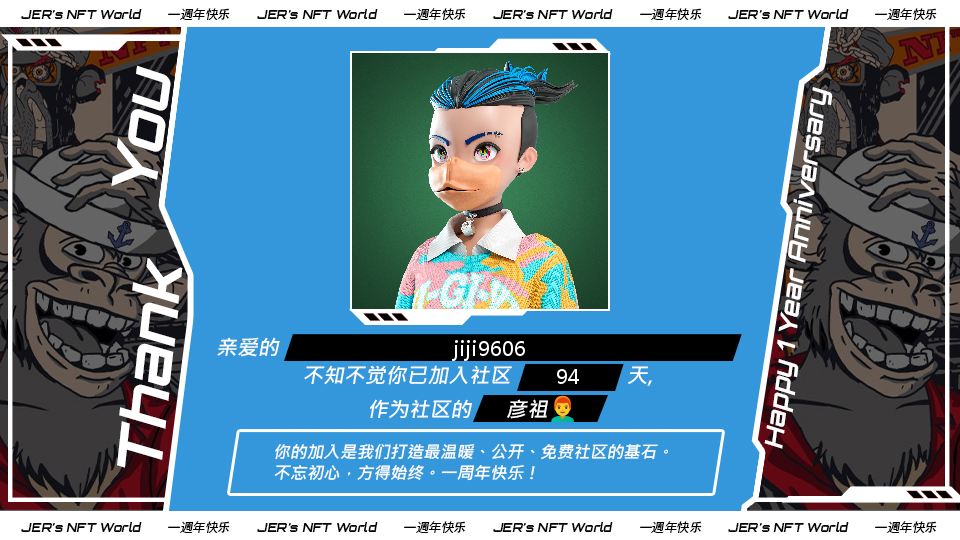 JER's NFT World 一週年快乐 JER's NFT World 一週年快乐 JER's NFT World 一週年快乐 JER's NFT World 一週年快乐
Thank You
亲爱的 jiji9606
不知不觉你已加入社区 94 天,
作为社区的 彦祖👨‍🦰
你的加入是我们打造最温暖、公开、免费社区的基石。
不忘初心，方得始终。一周年快乐！
Happy 1 Year Anniversary
JER's NFT World 一週年快乐 JER's NFT World 一週年快乐 JER's NFT World 一週年快乐 JER's NFT World 一週年快乐